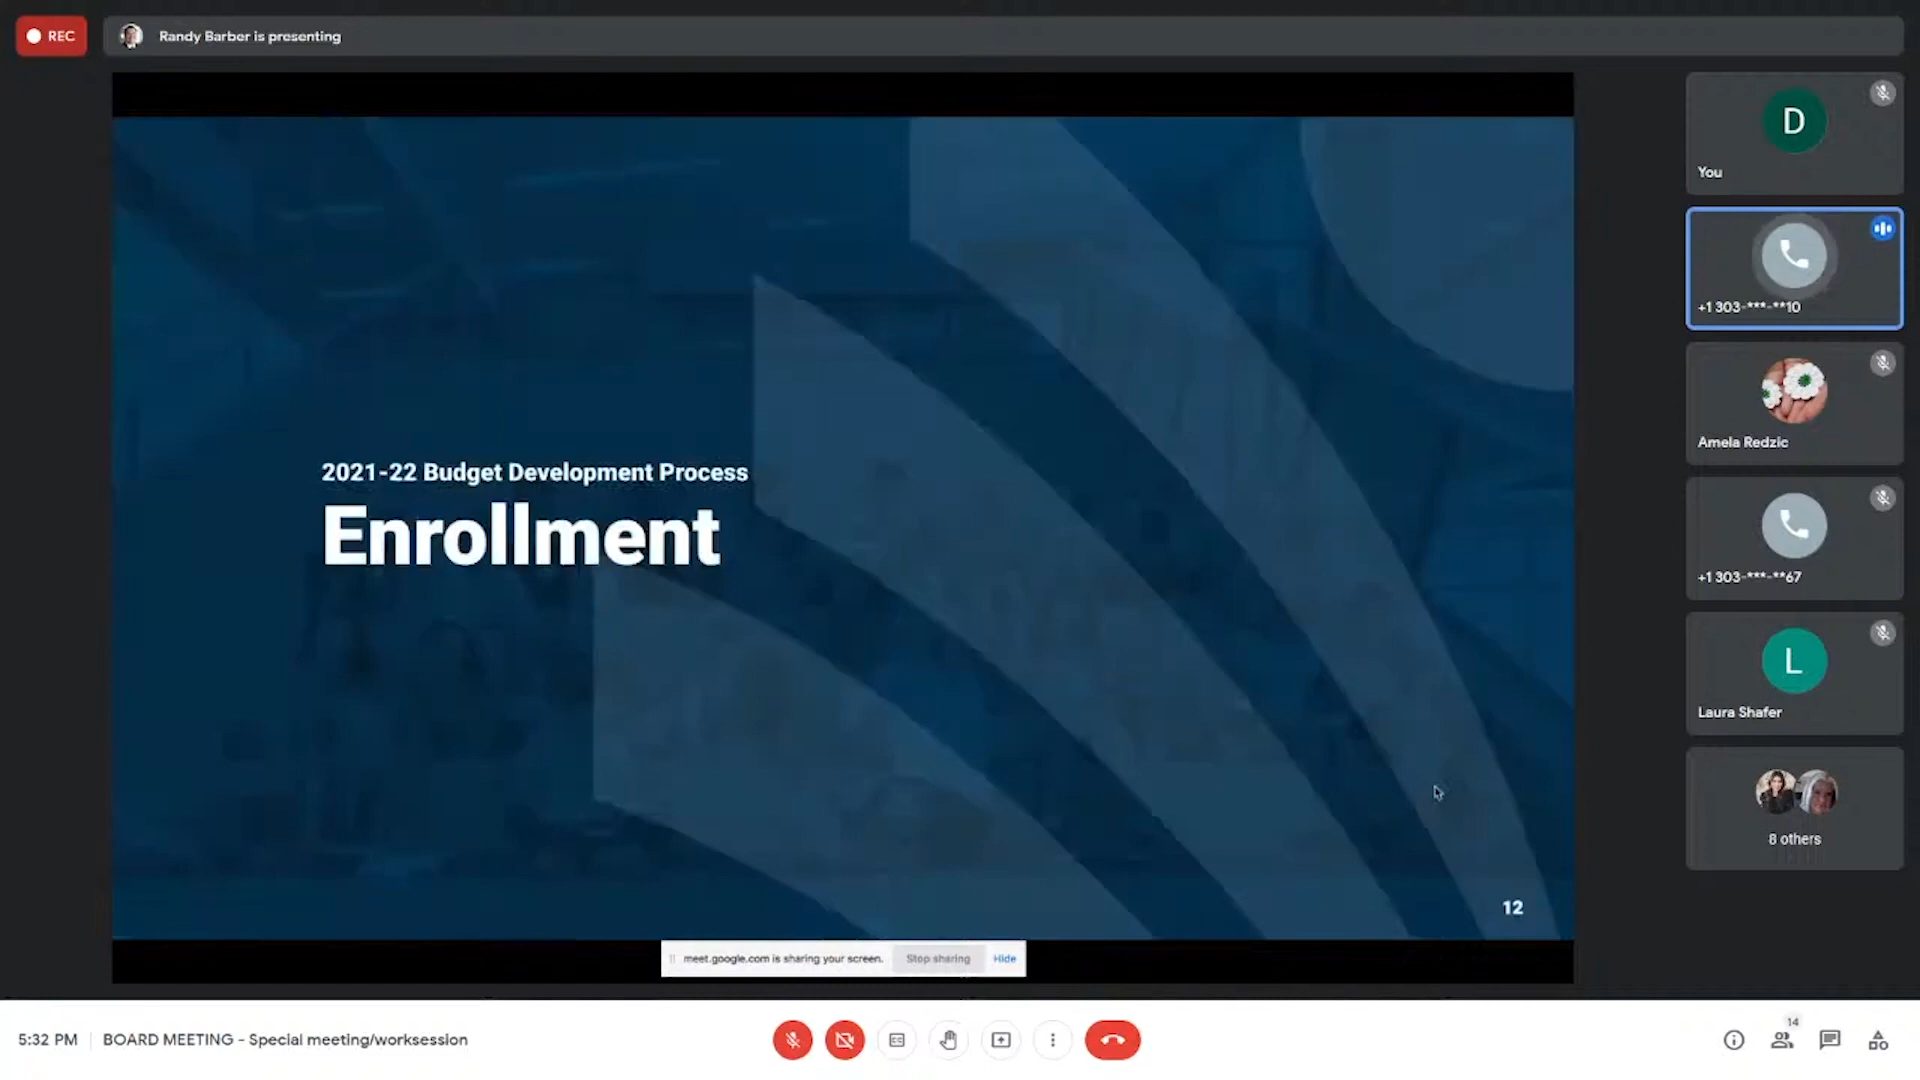 REC
Randy Barber is presenting
2021-22 Budget Development Process
Enrollment
12
meet.google.com is sharing your screen.
Stop sharing
Hide
D
You
+1 303-***-**10
Amela Redzic
+1 303-***-**67
L
Laura Shafer
8 others
5:32 PM
BOARD MEETING - Special meeting/worksession
14